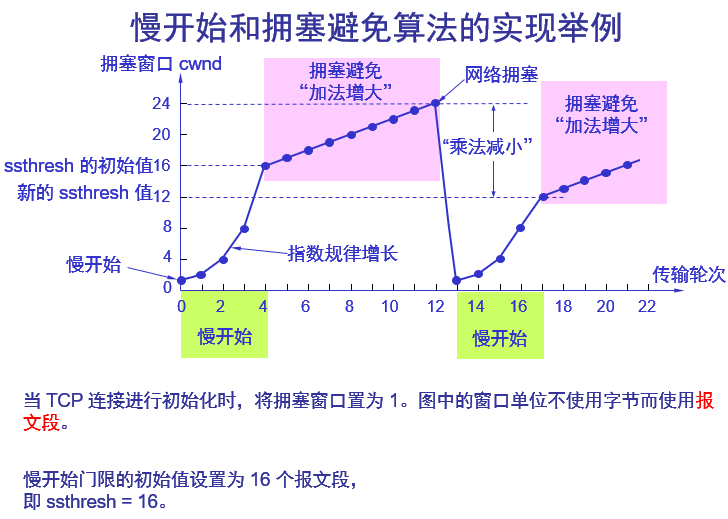 慢开始和拥塞避免算法的实现举例
拥塞窗口 cwnd
拥塞避免
“加法增大”
网络拥塞
拥塞避免
“加法增大”
24
20
“乘法减小”
ssthresh 的初始值
16
新的 ssthresh 值
12
8
指数规律增长
4
慢开始
传输轮次
0
0
2
4
6
8
10
12
14
16
18
20
22
慢开始
慢开始
当 TCP 连接进行初始化时，将拥塞窗口置为 1。图中的窗口单位不使用字节而使用报
文段。
慢开始门限的初始值设置为 16 个报文段，
即 ssthresh = 16。